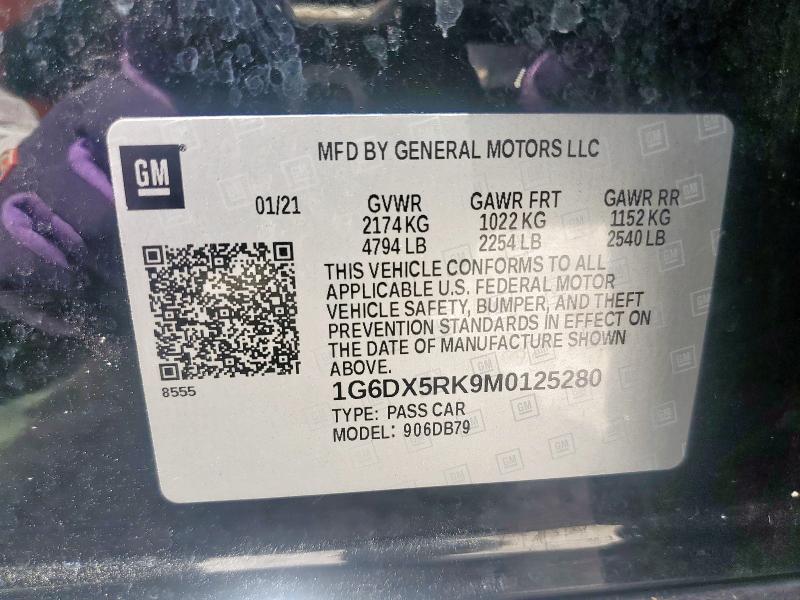 GM
MFD BY GENERAL MOTORS LLC
01/21
GVWR GAWR FRT GAWR RR
2174 KG 1022 KG 1152 KG
4794 LB 2254 LB 2540 LB
THIS VEHICLE CONFORMS TO ALL
APPLICABLE U.S. FEDERAL MOTOR
VEHICLE SAFETY, BUMPER, AND THEFT
PREVENTION STANDARDS IN EFFECT ON
THE DATE OF MANUFACTURE SHOWN
ABOVE.
8555
1G6DX5RK9M0125280
TYPE: PASS CAR
MODEL: 906DB79